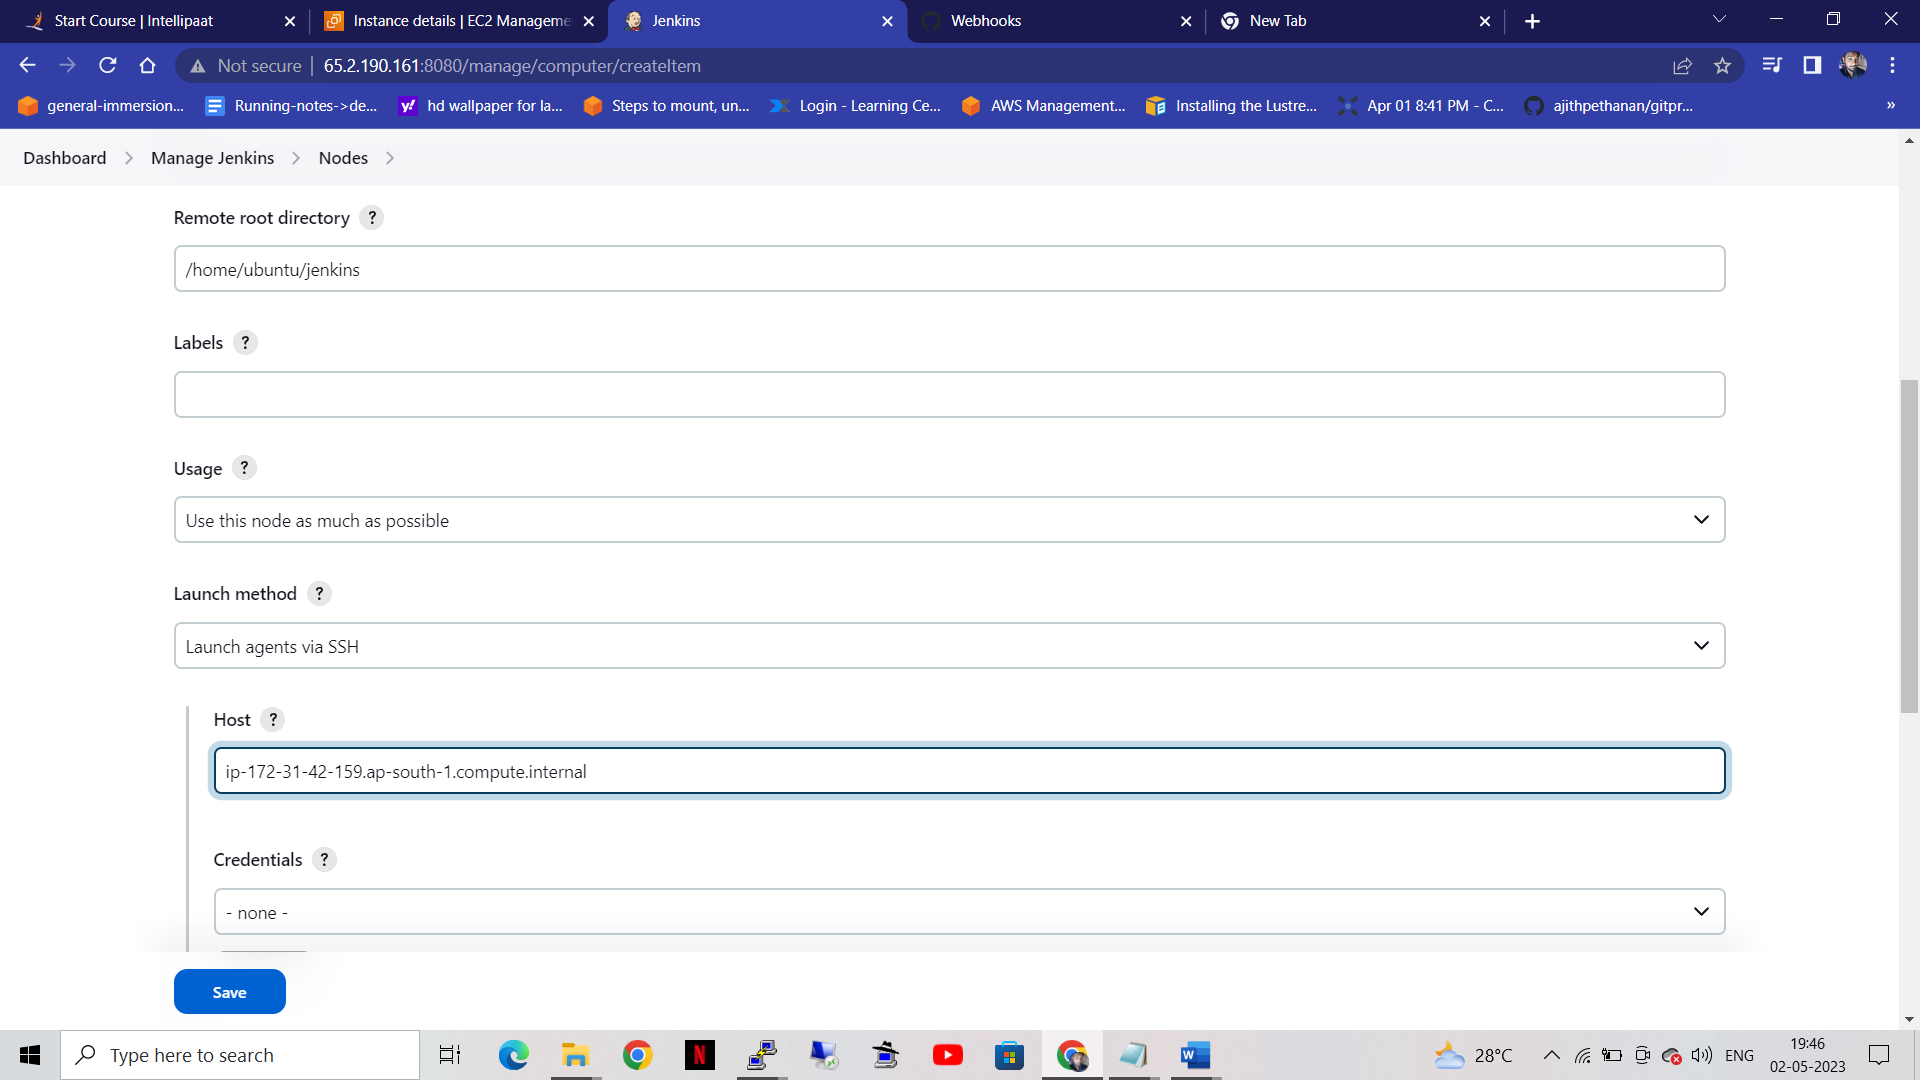 Start Course | Intellipaat
Instance details | EC2 Manageme
Jenkins
Webhooks
New Tab
Not secure
65.2.190.161:8080/manage/computer/createItem
general-immersion...
Running-notes->de...
hd wallpaper for la...
Steps to mount, un...
Login - Learning Ce...
AWS Management...
Installing the Lustre...
Apr 01 8:41 PM - C...
ajithpethanan/gitpr...
»
Dashboard
Manage Jenkins
Nodes
Remote root directory ?
/home/ubuntu/jenkins
Labels ?
Usage ?
Use this node as much as possible
Launch method ?
Launch agents via SSH
Host ?
ip-172-31-42-159.ap-south-1.compute.internal
Credentials ?
- none -
Save
Type here to search
28°C
ENG
19:46
02-05-2023